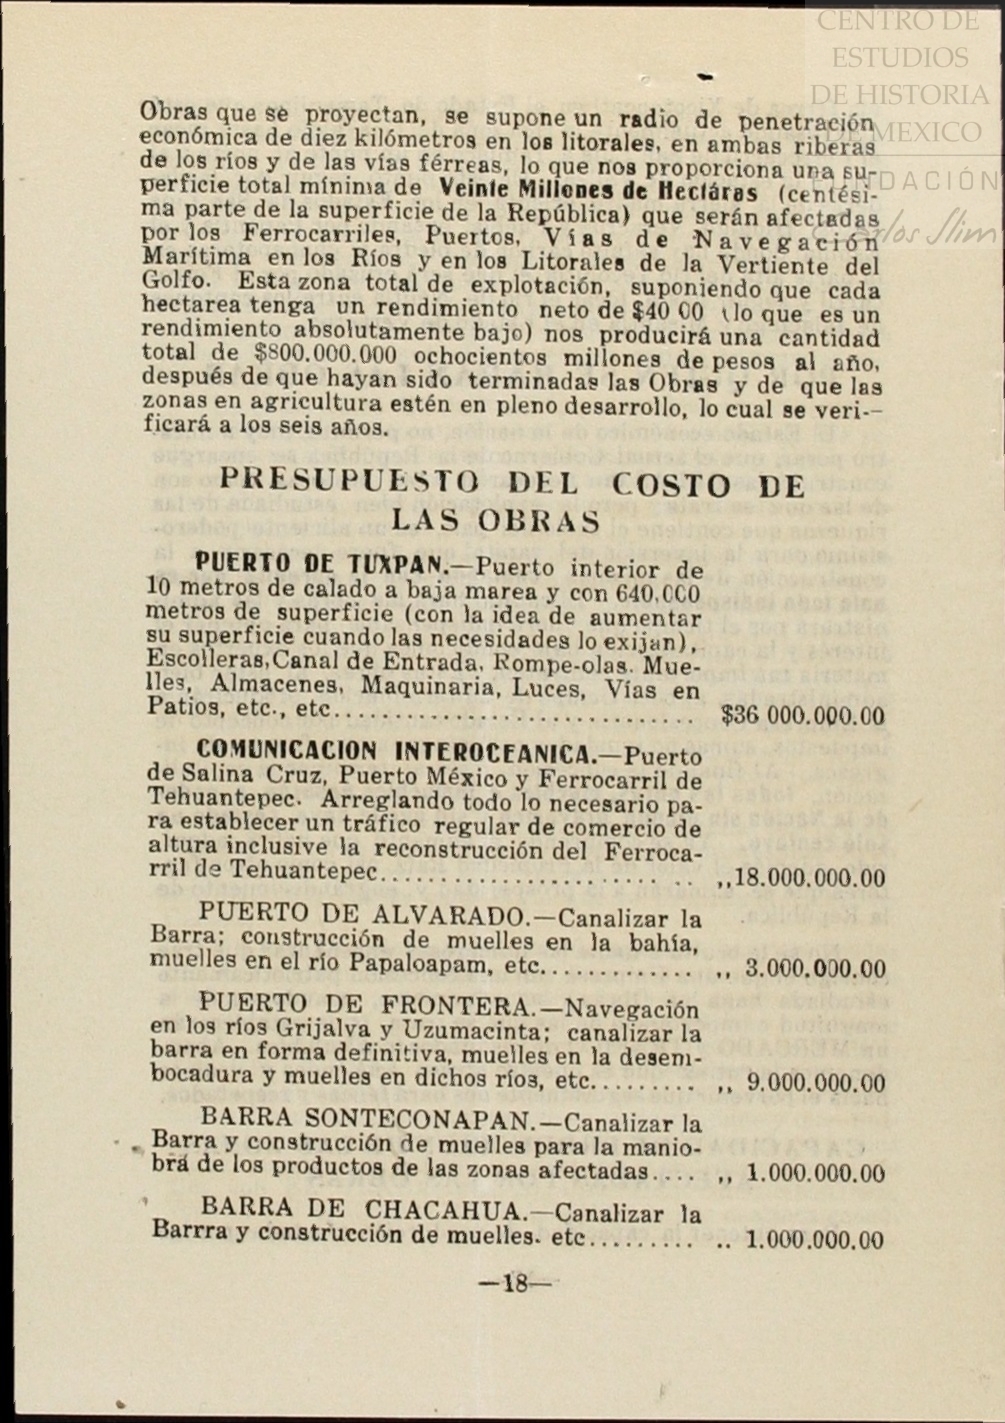 CENTRO DE
ESTUDIOS
DE HISTORIA
DE MEXICO
FUNDACIÓN
Carlos Slim
Obras que se proyectan, se supone un radio de penetración
económica de diez kilómetros en los litorales, en ambas riberas
de los ríos y de las vías férreas, lo que nos proporciona una su-
perficie total mínima de Veinte Millones de Hectáras (centési-
ma parte de la superficie de la República) que serán afectadas
por los Ferrocarriles, Puertos, Vías de Navegación
Marítima en los Ríos y en los Litorales de la Vertiente del
Golfo. Esta zona total de explotación, suponiendo que cada
hectarea tenga un rendimiento neto de $40 00 (lo que es un
rendimiento absolutamente bajo) nos producirá una cantidad
total de $800.000.000 ochocientos millones de pesos al año,
después de que hayan sido terminadas las Obras y de que las
zonas en agricultura estén en pleno desarrollo, lo cual se veri--
ficará a los seis años.
PRESUPUESTO DEL COSTO DE
LAS OBRAS
PUERTO DE TUXPAN.—Puerto interior de
10 metros de calado a baja marea y con 640,000
metros de superficie (con la idea de aumentar
su superficie cuando las necesidades lo exijan),
Escolleras, Canal de Entrada, Rompe-olas. Mue-
lles, Almacenes, Maquinaria, Luces, Vías en
Patios, etc., etc.............................. $36 000.000.00
COMUNICACION INTEROCEANICA.—Puerto
de Salina Cruz, Puerto México y Ferrocarril de
Tehuantepec. Arreglando todo lo necesario pa-
ra establecer un tráfico regular de comercio de
altura inclusive la reconstrucción del Ferroca-
rril de Tehuantepec......................... .. ,,18.000.000.00
PUERTO DE ALVARADO.—Canalizar la
Barra; construcción de muelles en la bahía,
muelles en el río Papaloapam, etc............. ,, 3.000.000.00
PUERTO DE FRONTERA.—Navegación
en los ríos Grijalva y Uzumacinta; canalizar la
barra en forma definitiva, muelles en la desem-
bocadura y muelles en dichos ríos, etc......... ,, 9.000.000.00
BARRA SONTECONAPAN.—Canalizar la
Barra y construcción de muelles para la manio-
bra de los productos de las zonas afectadas.... ,, 1.000.000.00
BARRA DE CHACAHUA.—Canalizar la
Barrra y construcción de muelles. etc......... .. 1.000.000.00
—18—